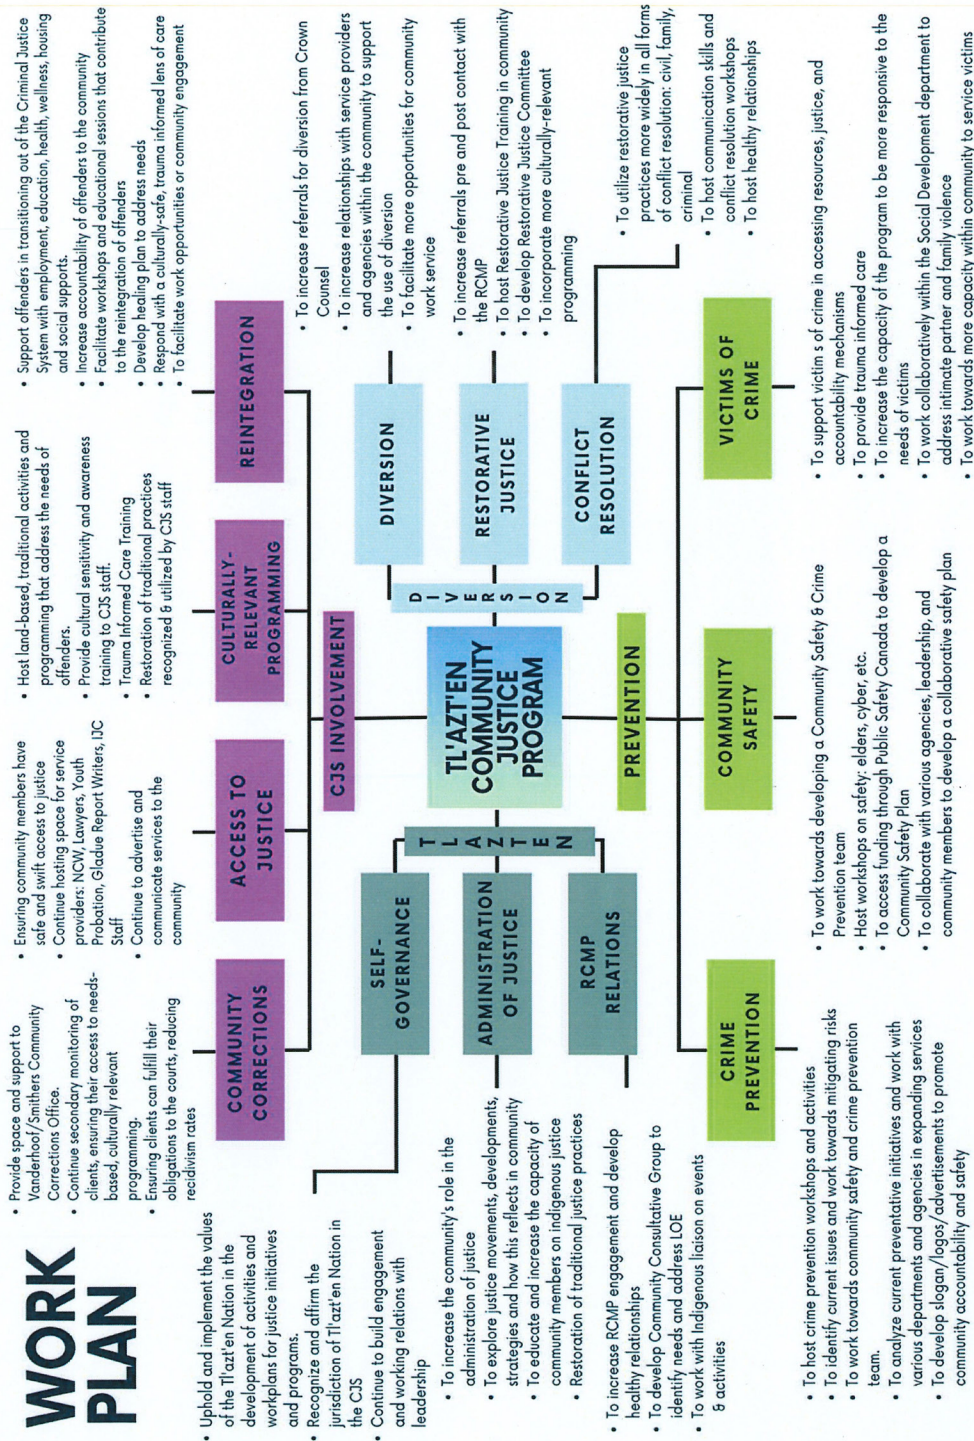 WORK
PLAN
• Provide space and support to
Vanderhoof/Smithers Community
Corrections Office.
• Continue secondary monitoring of
clients, ensuring their access to needs-
based, culturally relevant
programming.
• Ensuring clients can fulfill their
obligations to the courts, reducing
recidivism rates
• Ensuring community members have
safe and swift access to justice
• Continue hosting space for service
providers: NCW, Lawyers, Youth
Probation, Gladue Report Writers, IJC
Staff
• Continue to advertise and
communicate services to the
community
• Host land-based, traditional activities and
programming that address the needs of
offenders.
• Provide cultural sensitivity and awareness
training to CJS staff.
• Trauma Informed Care Training
• Restoration of traditional practices
recognized & utilized by CJS staff
• Support offenders in transitioning out of the Criminal Justice
System with employment, education, health, wellness, housing
and social supports.
• Increase accountability of offenders to the community
• Facilitate workshops and educational sessions that contribute
to the reintegration of offenders
• Develop healing plan to address needs
• Respond with a culturally-safe, trauma informed lens of care
• To facilitate work opportunities or community engagement
COMMUNITY
CORRECTIONS
ACCESS TO
JUSTICE
CULTURALLY-
RELEVANT
PROGRAMMING
REINTEGRATION
CJS INVOLVEMENT
• Uphold and implement the values
of the Tl'azt'en Nation in the
development of activities and
workplans for justice initiatives
and programs.
• Recognize and affirm the
jurisdiction of Tl'azt'en Nation in
the CJS
• Continue to build engagement
and working relations with
leadership
SELF-
GOVERNANCE
• To increase the community's role in the
administration of justice
• To explore justice movements, developments,
strategies and how this reflects in community
• To educate and increase the capacity of
community members on indigenous justice
• Restoration of traditional justice practices
ADMINISTRATION
OF JUSTICE
• To increase RCMP engagement and develop
healthy relationships
• To develop Community Consultative Group to
identify needs and address LOE
• To work with Indigenous liaison on events
& activities
RCMP
RELATIONS
TLAZTEN
TL'AZT'EN
COMMUNITY
JUSTICE
PROGRAM
DIVERSION
DIVERSION
• To increase referrals for diversion from Crown
Counsel
• To increase relationships with service providers
and agencies within the community to support
the use of diversion
• To facilitate more opportunities for community
work service
RESTORATIVE
JUSTICE
• To increase referrals pre and post contact with
the RCMP
• To host Restorative Justice Training in community
• To develop Restorative Justice Committee
• To incorporate more culturally-relevant
programming
CONFLICT
RESOLUTION
• To utilize restorative justice
practices more widely in all forms
of conflict resolution: civil, family,
criminal
• To host communication skills and
conflict resolution workshops
• To host healthy relationships
PREVENTION
CRIME
PREVENTION
COMMUNITY
SAFETY
VICTIMS OF
CRIME
• To host crime prevention workshops and activities
• To identify current issues and work towards mitigating risks
• To work towards community safety and crime prevention
team.
• To analyze current preventative initiatives and work with
various departments and agencies in expanding services
• To develop slogan/logos/advertisements to promote
community accountability and safety
• To work towards developing a Community Safety & Crime
Prevention team
• Host workshops on safety: elders, cyber, etc.
• To access funding through Public Safety Canada to develop a
Community Safety Plan
• To collaborate with various agencies, leadership, and
community members to develop a collaborative safety plan
• To support victim s of crime in accessing resources, justice, and
accountability mechanisms
• To provide trauma informed care
• To increase the capacity of the program to be more responsive to the
needs of victims
• To work collaboratively within the Social Development department to
address intimate partner and family violence
• To work towards more capacity within community to service victims